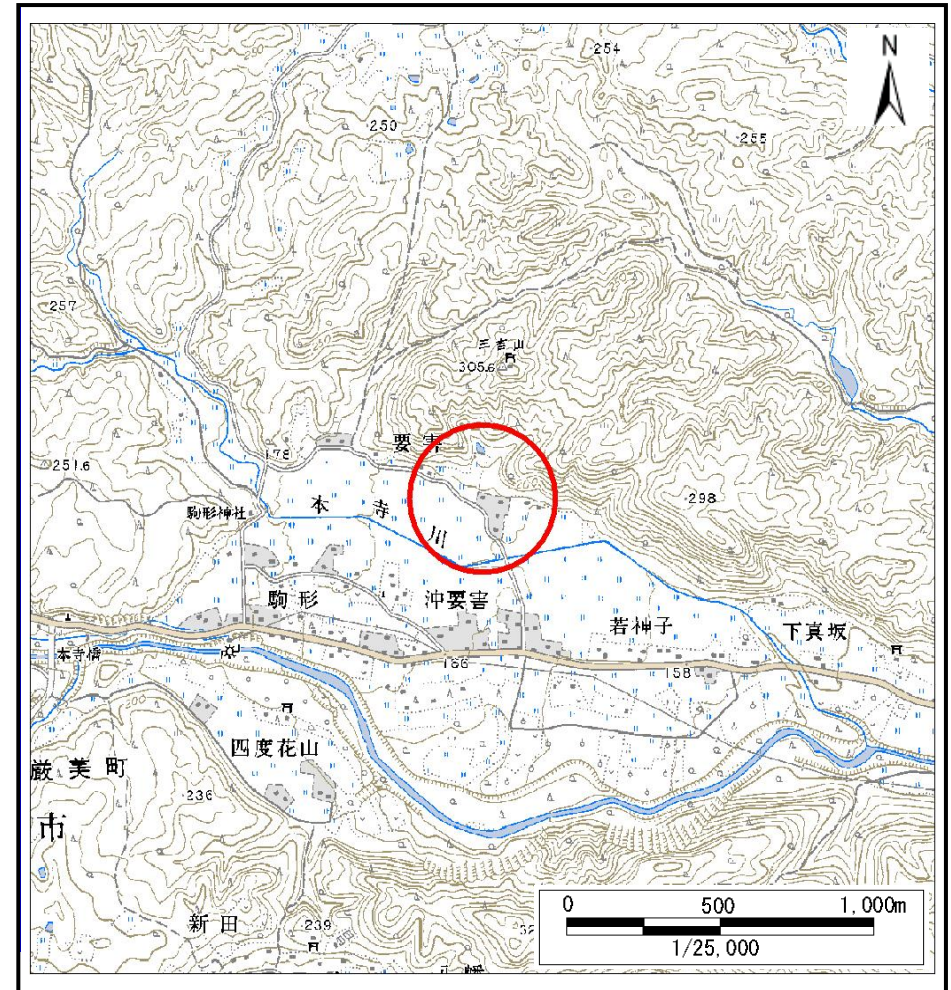 N
254
250
255
257
三吉山
305.6
要害
178
251.6
298
駒形神社
本寺川
駒形
沖要害
若神子
下真坂
本寺橋
166
158
厳美町
四度花山
236
市
新田
239
0 500 1,000m
1/25,000